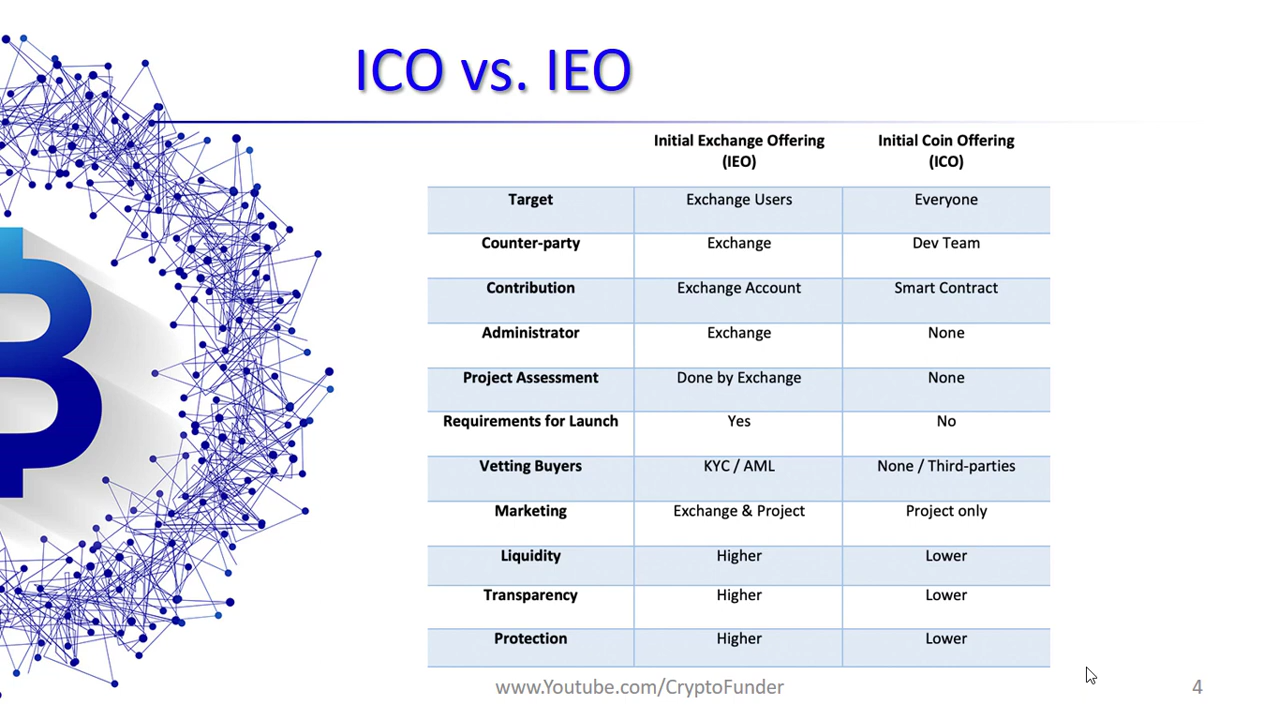 ICO vs. IEO
Initial Exchange Offering (IEO) Initial Coin Offering (ICO)
Target Exchange Users Everyone
Counter-party Exchange Dev Team
Contribution Exchange Account Smart Contract
Administrator Exchange None
Project Assessment Done by Exchange None
Requirements for Launch Yes No
Vetting Buyers KYC / AML None / Third-parties
Marketing Exchange & Project Project only
Liquidity Higher Lower
Transparency Higher Lower
Protection Higher Lower
www.Youtube.com/CryptoFunder 4